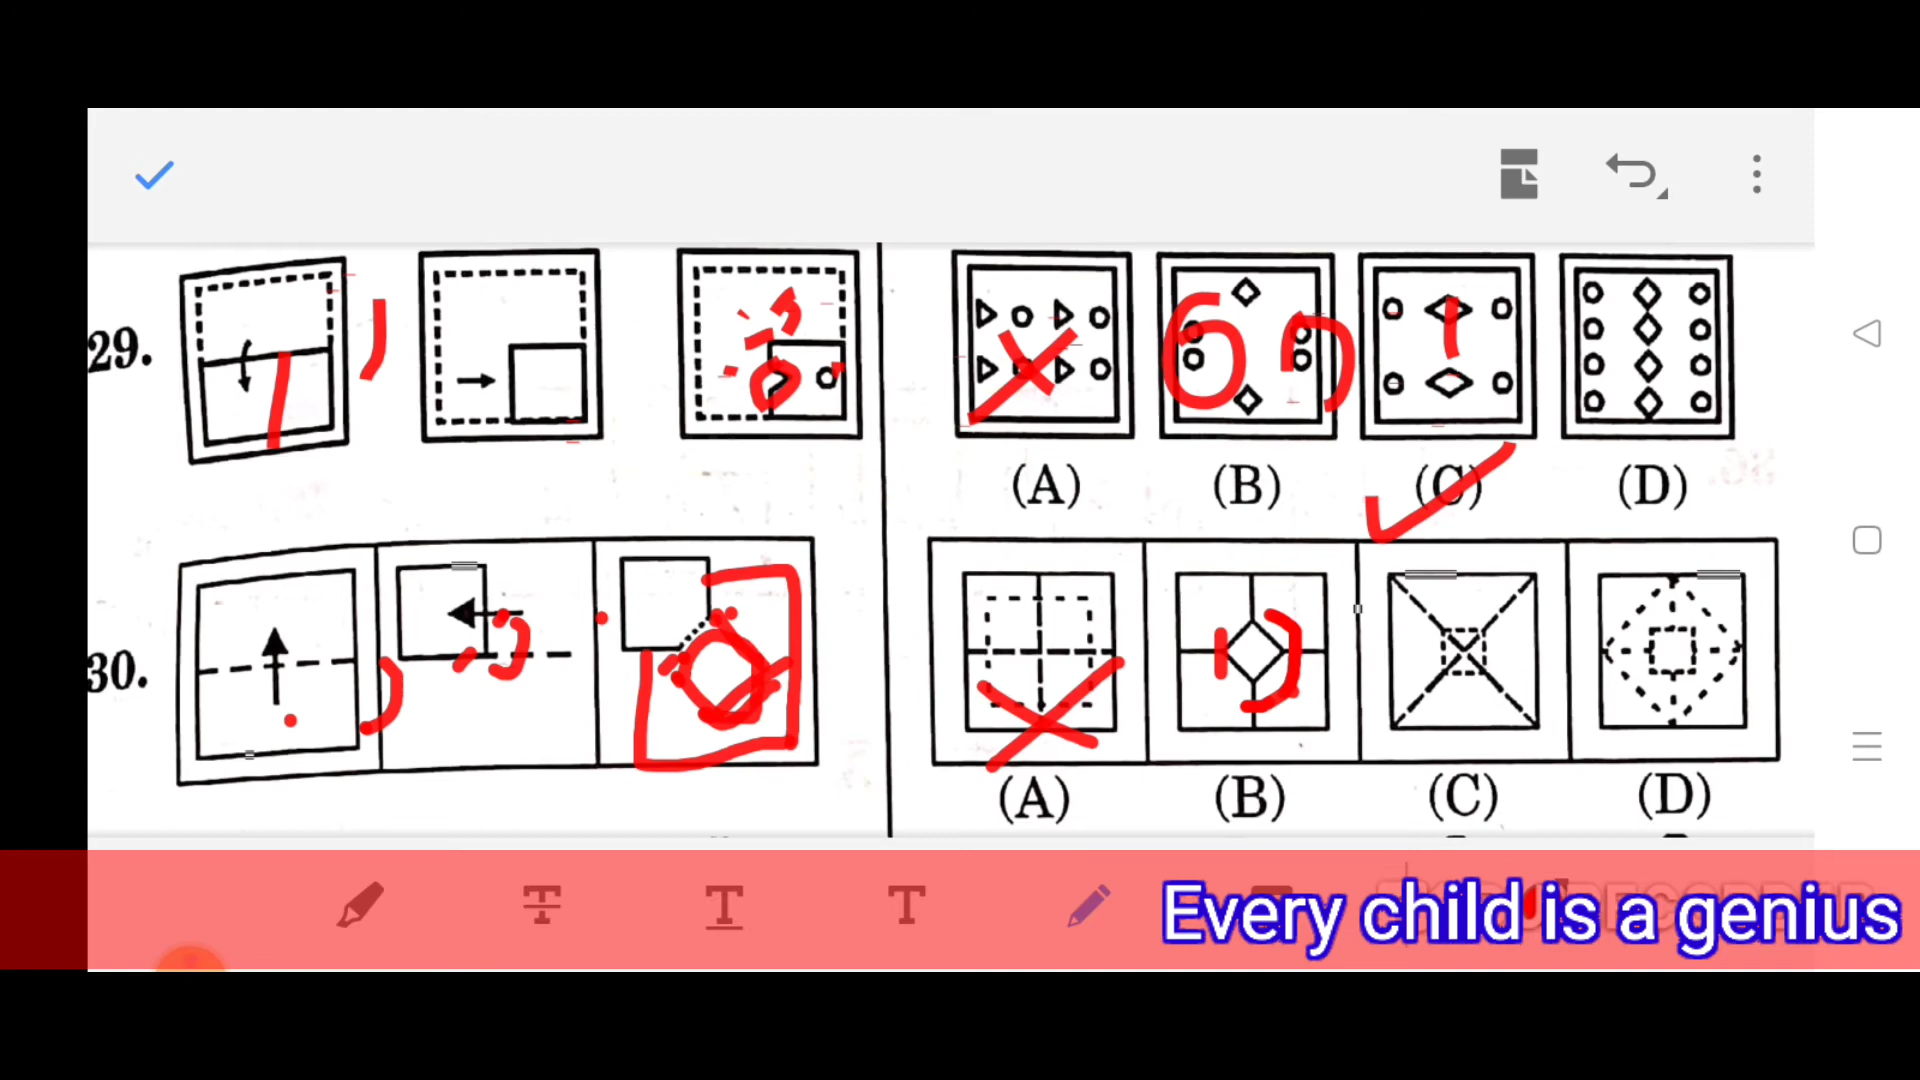 29.
(A) (B) (C) (D)
30.
(A) (B) (C) (D)
T T T
Every child is a genius